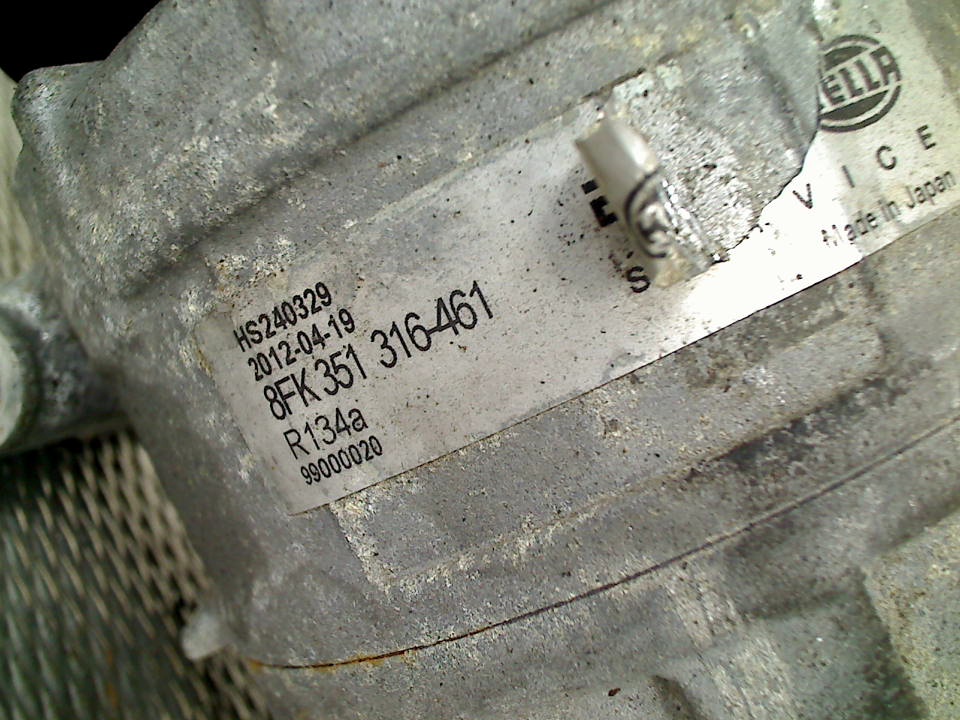 HS240329
2012-04-19
8FK 351 316-461
R134a
99000020
HELLA
S
VICE
Made in Japan